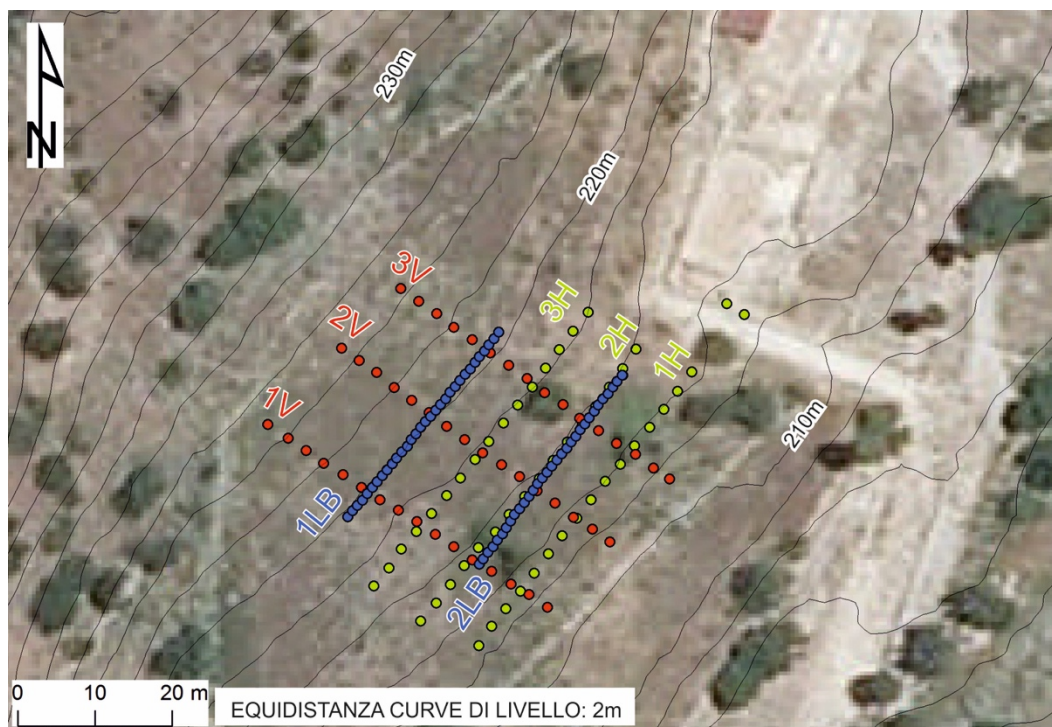 N
230m
220m
3V
3H
2V
2H
1H
1V
210m
1LB
2LB
0 10 20 m
EQUIDISTANZA CURVE DI LIVELLO: 2m